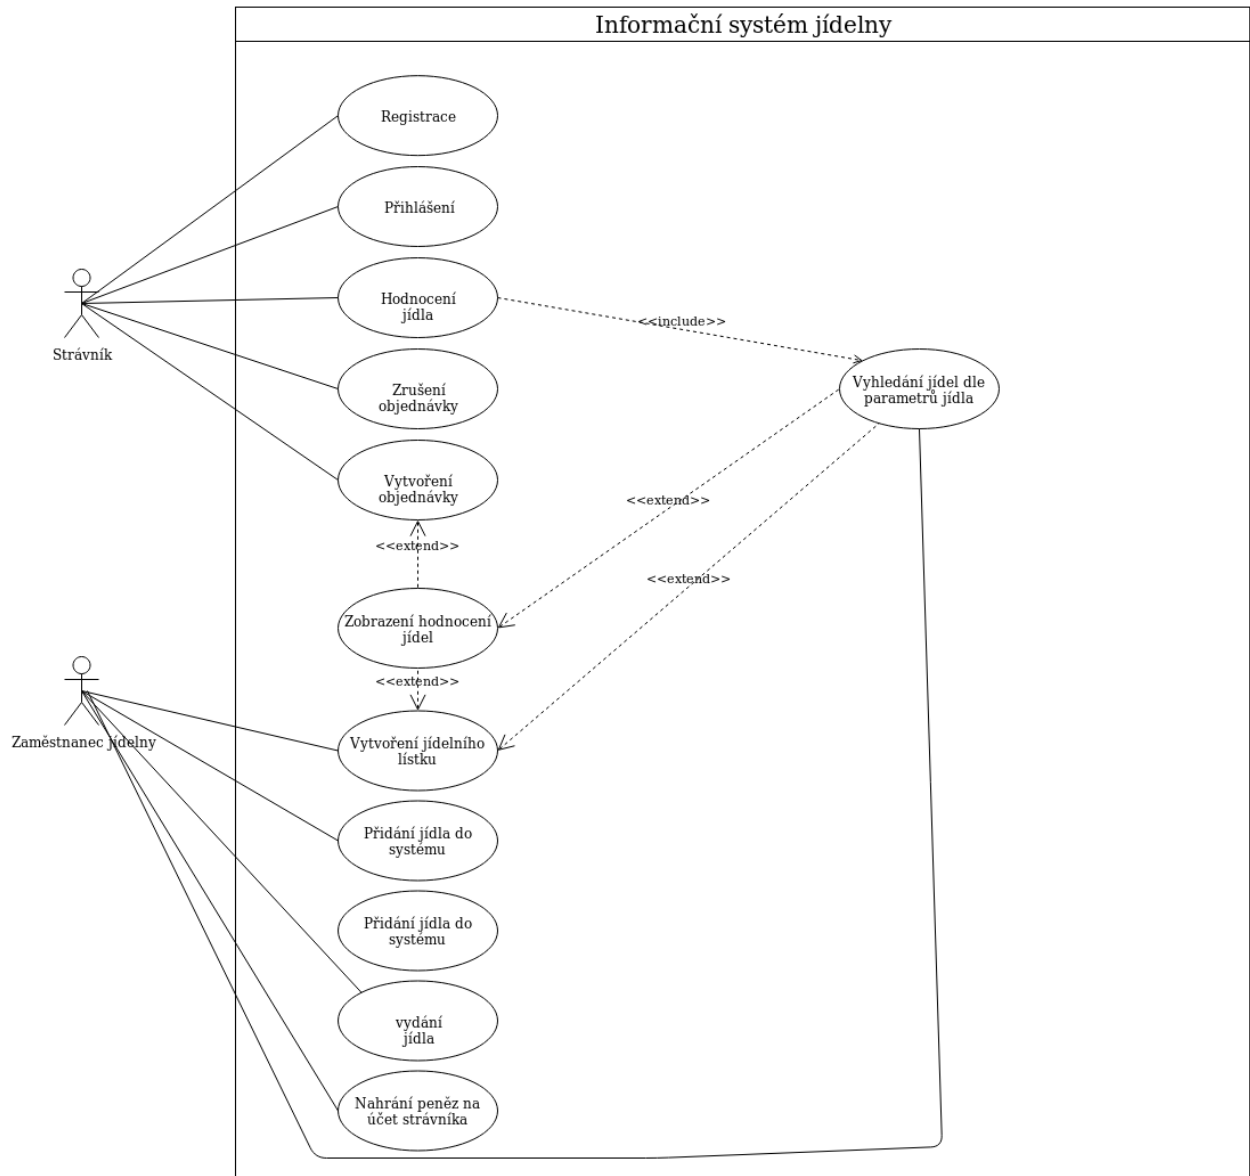 Informační systém jídelny
Registrace
Přihlášení
Hodnocení
jídla
<<include>>
Strávník
Zrušení
objednávky
Vyhledání jídel dle
parametrů jídla
Vytvoření
objednávky
<<extend>>
<<extend>>
<<extend>>
Zobrazení hodnocení
jídel
<<extend>>
Zaměstnanec jídelny
Vytvoření jídelního
lístku
Přidání jídla do
systému
Přidání jídla do
systému
vydání
jídla
Nahrání peněz na
účet strávníka